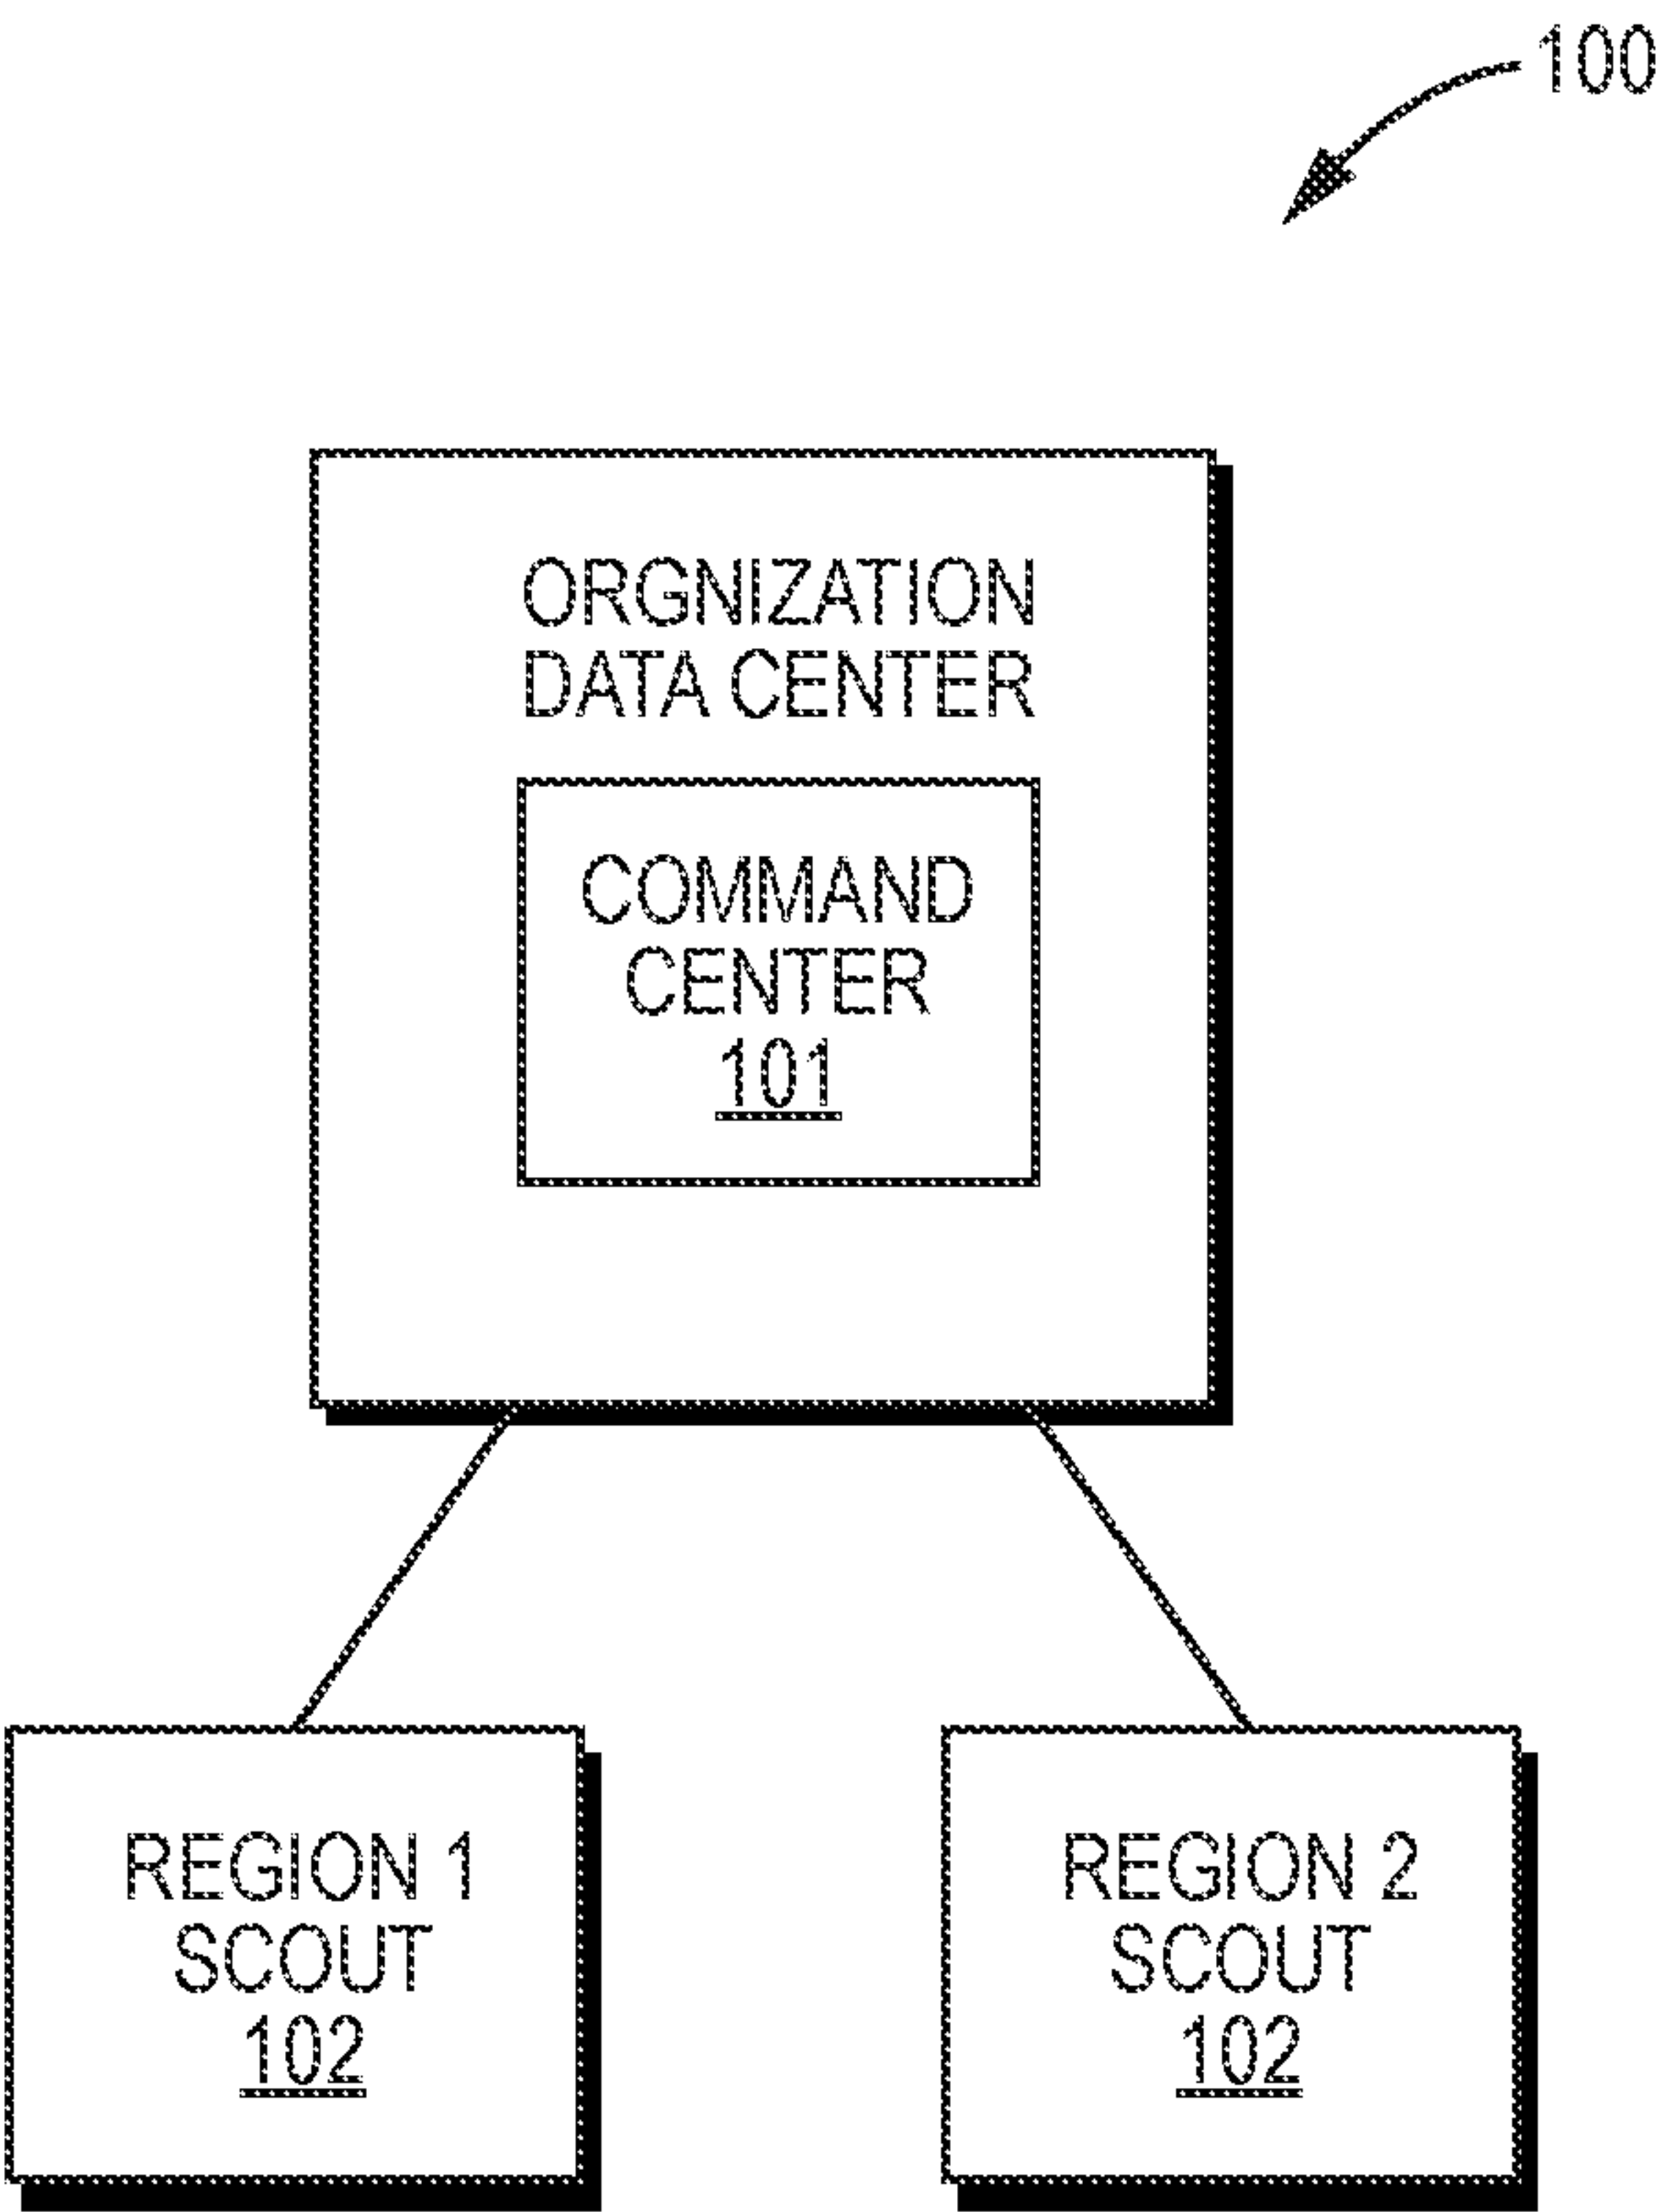 100
ORGNIZATION
DATA CENTER
COMMAND
CENTER
101
REGION 1
SCOUT
102
REGION 2
SCOUT
102